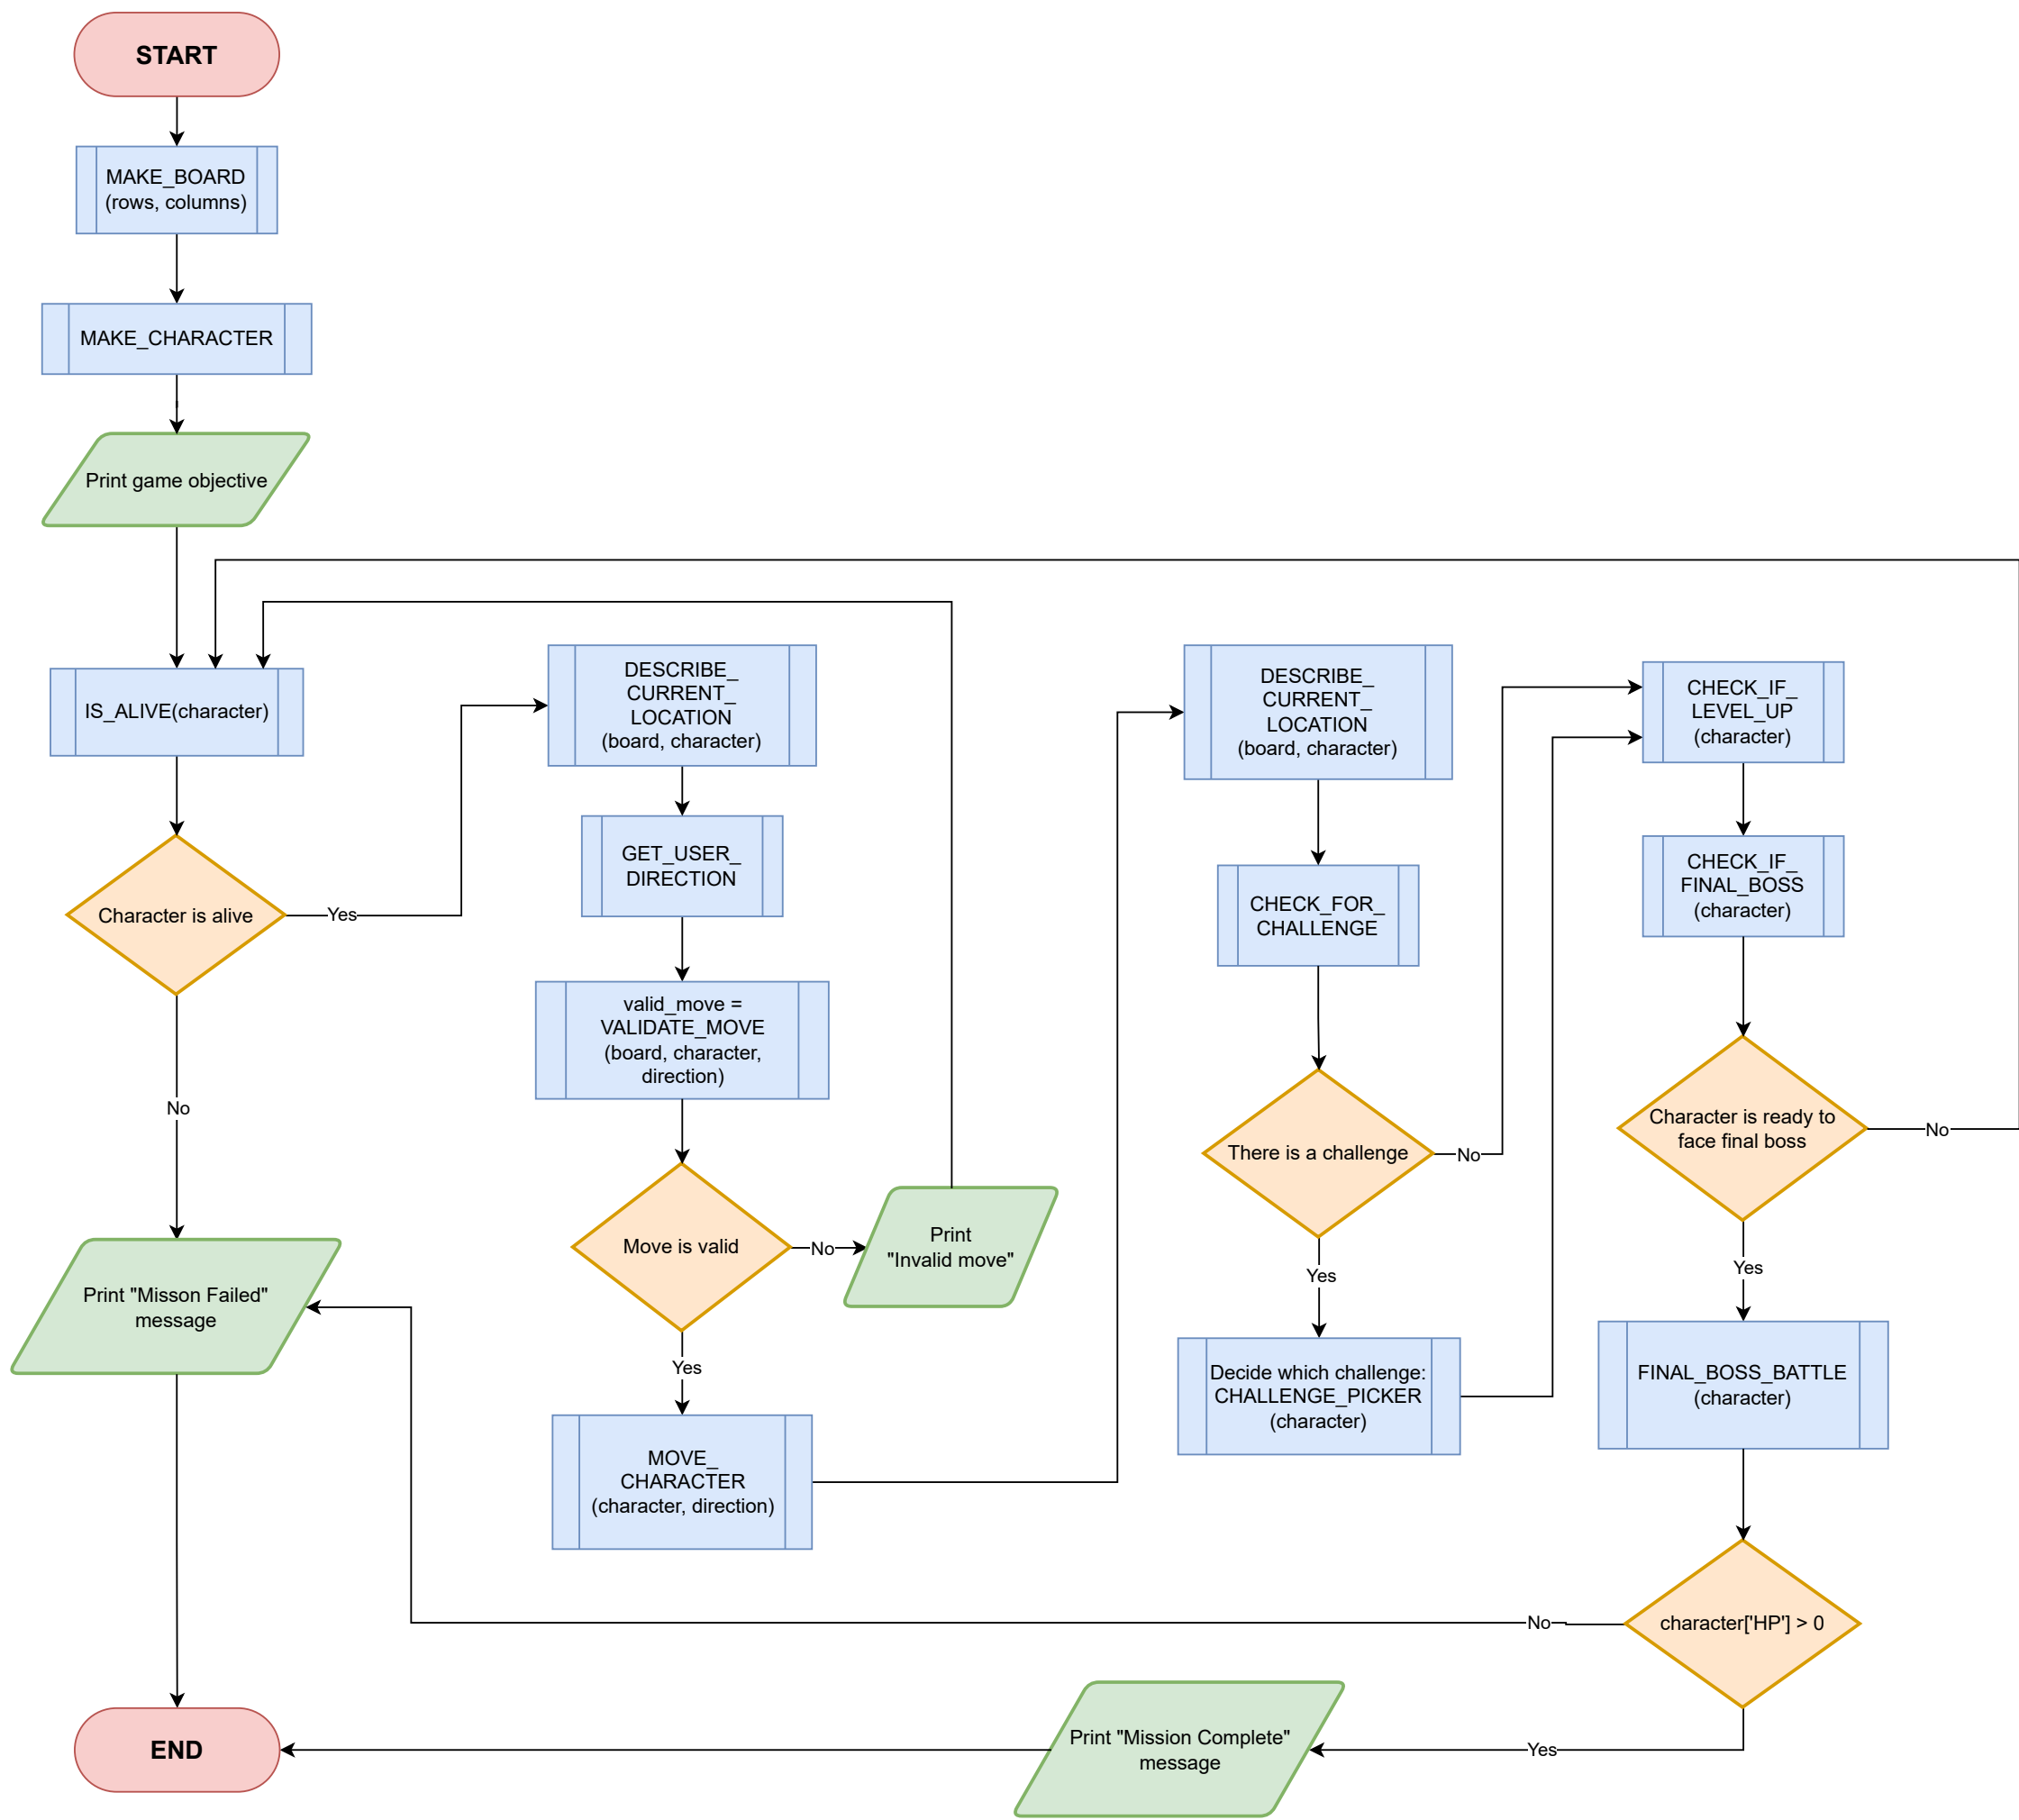 START
MAKE_BOARD
(rows, columns)
MAKE_CHARACTER
Print game objective
IS_ALIVE(character)
Character is alive
Yes
No
Print "Misson Failed"
message
END
DESCRIBE_
CURRENT_
LOCATION
(board, character)
GET_USER_
DIRECTION
valid_move =
VALIDATE_MOVE
(board, character,
direction)
Move is valid
No
Print
"Invalid move"
Yes
MOVE_
CHARACTER
(character, direction)
DESCRIBE_
CURRENT_
LOCATION
(board, character)
CHECK_FOR_
CHALLENGE
There is a challenge
No
Yes
Decide which challenge:
CHALLENGE_PICKER
(character)
CHECK_IF_
LEVEL_UP
(character)
CHECK_IF_
FINAL_BOSS
(character)
Character is ready to
face final boss
No
Yes
FINAL_BOSS_BATTLE
(character)
character['HP'] > 0
No
Yes
Print "Mission Complete"
message